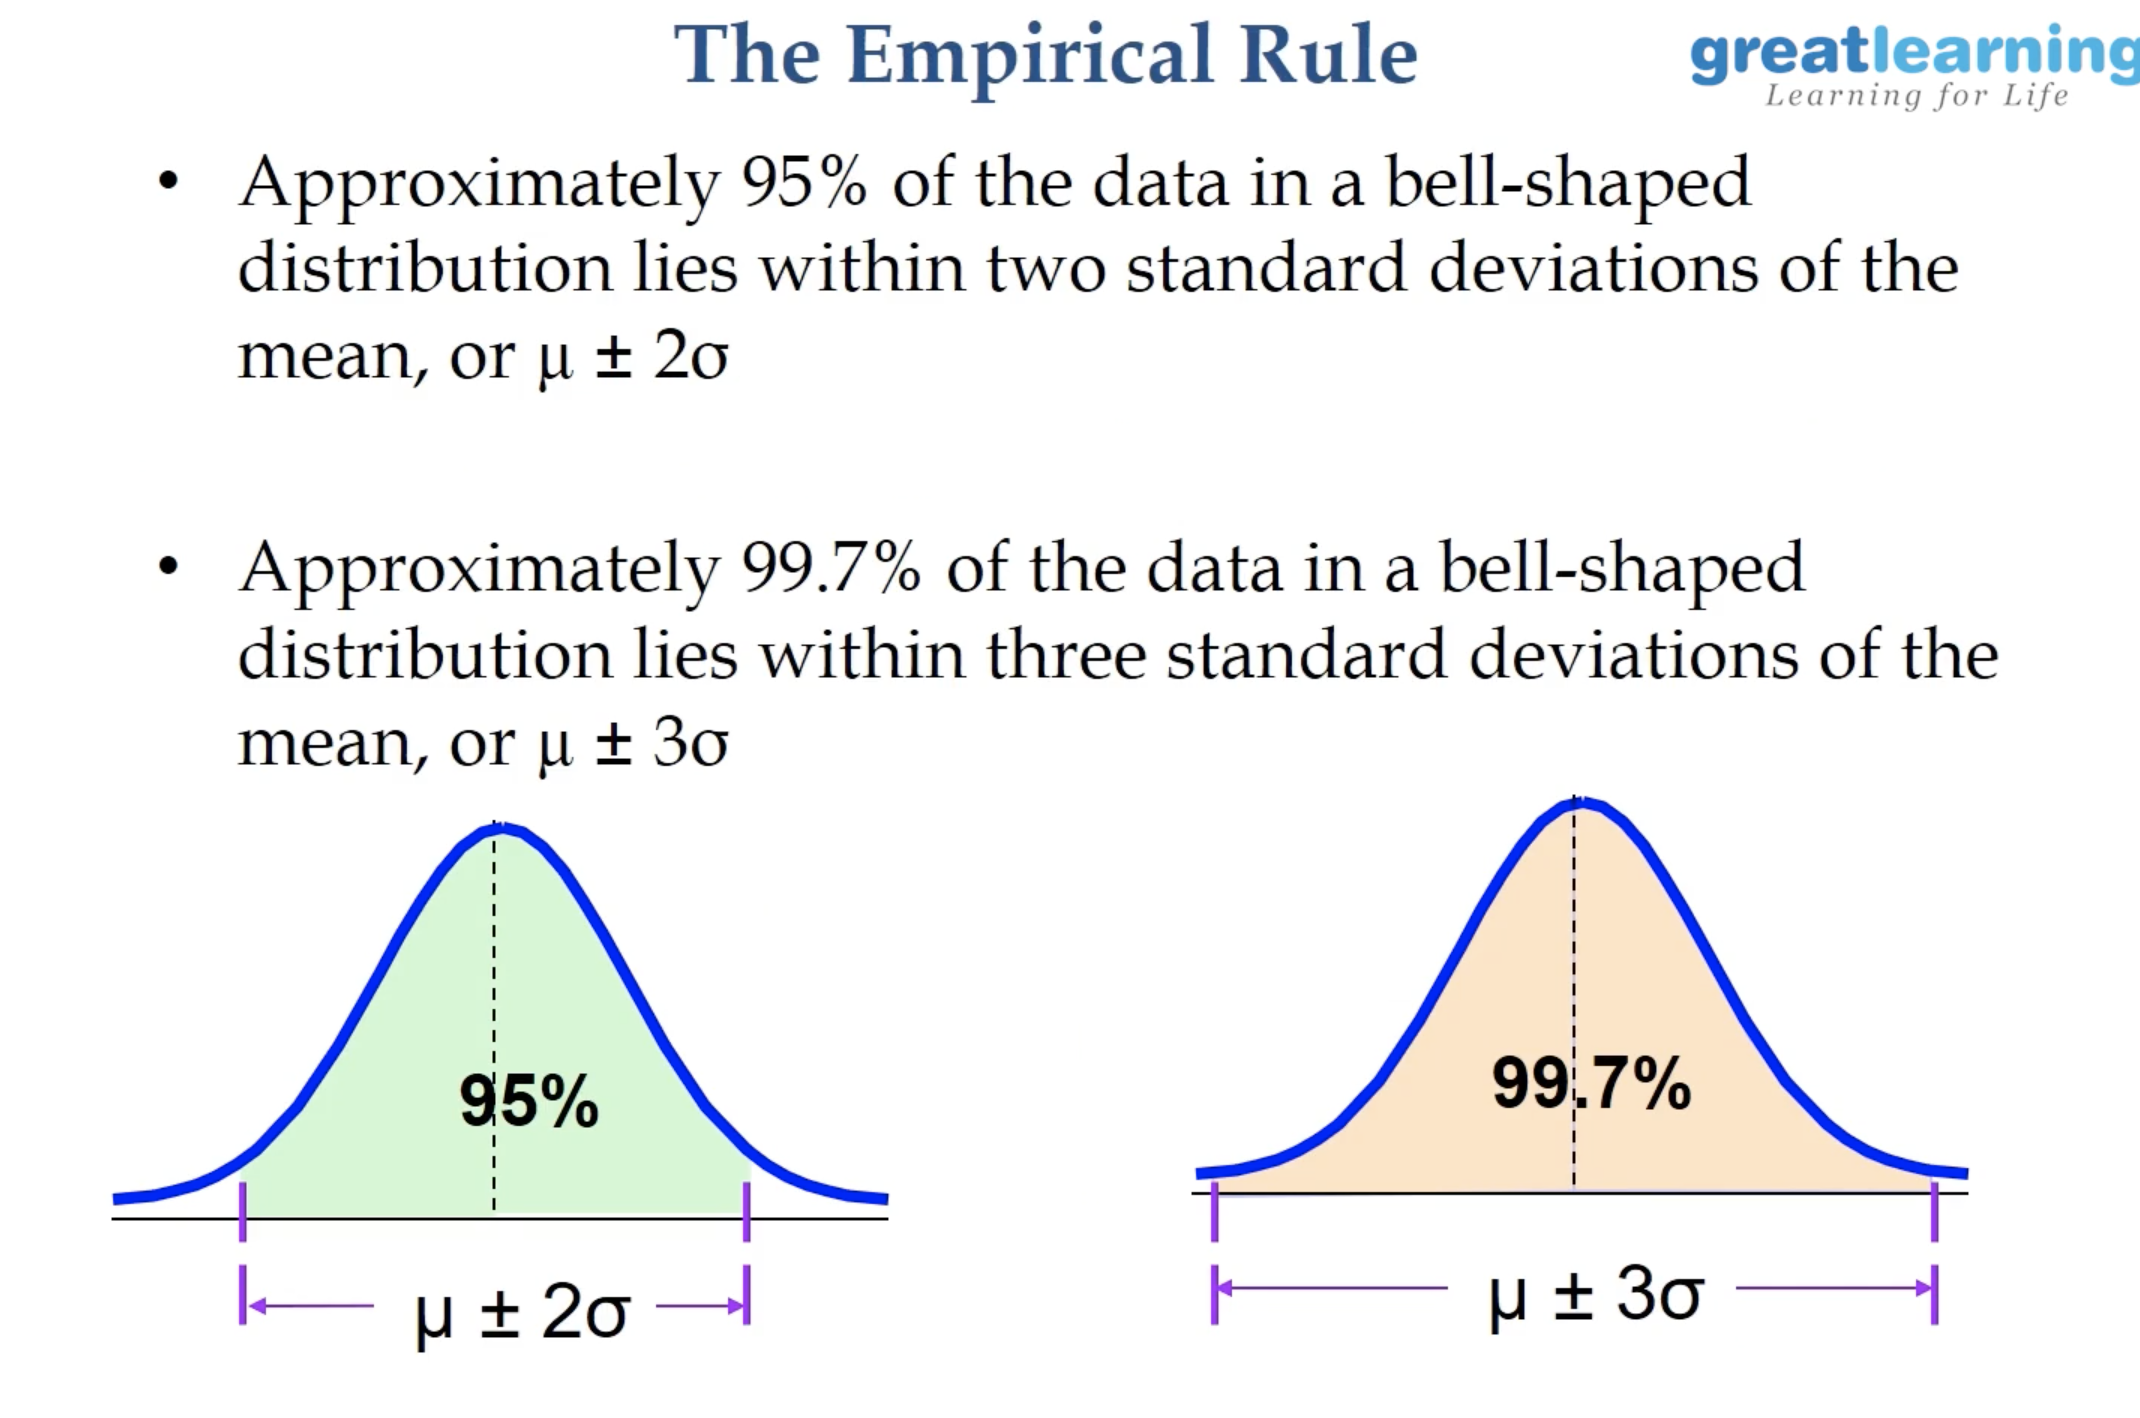 The Empirical Rule
greatlearning
Learning for Life
• Approximately 95% of the data in a bell-shaped
distribution lies within two standard deviations of the
mean, or µ ± 2σ
• Approximately 99.7% of the data in a bell-shaped
distribution lies within three standard deviations of the
mean, or µ ± 3σ
95%
99.7%
μ ± 2σ
μ ± 3σ